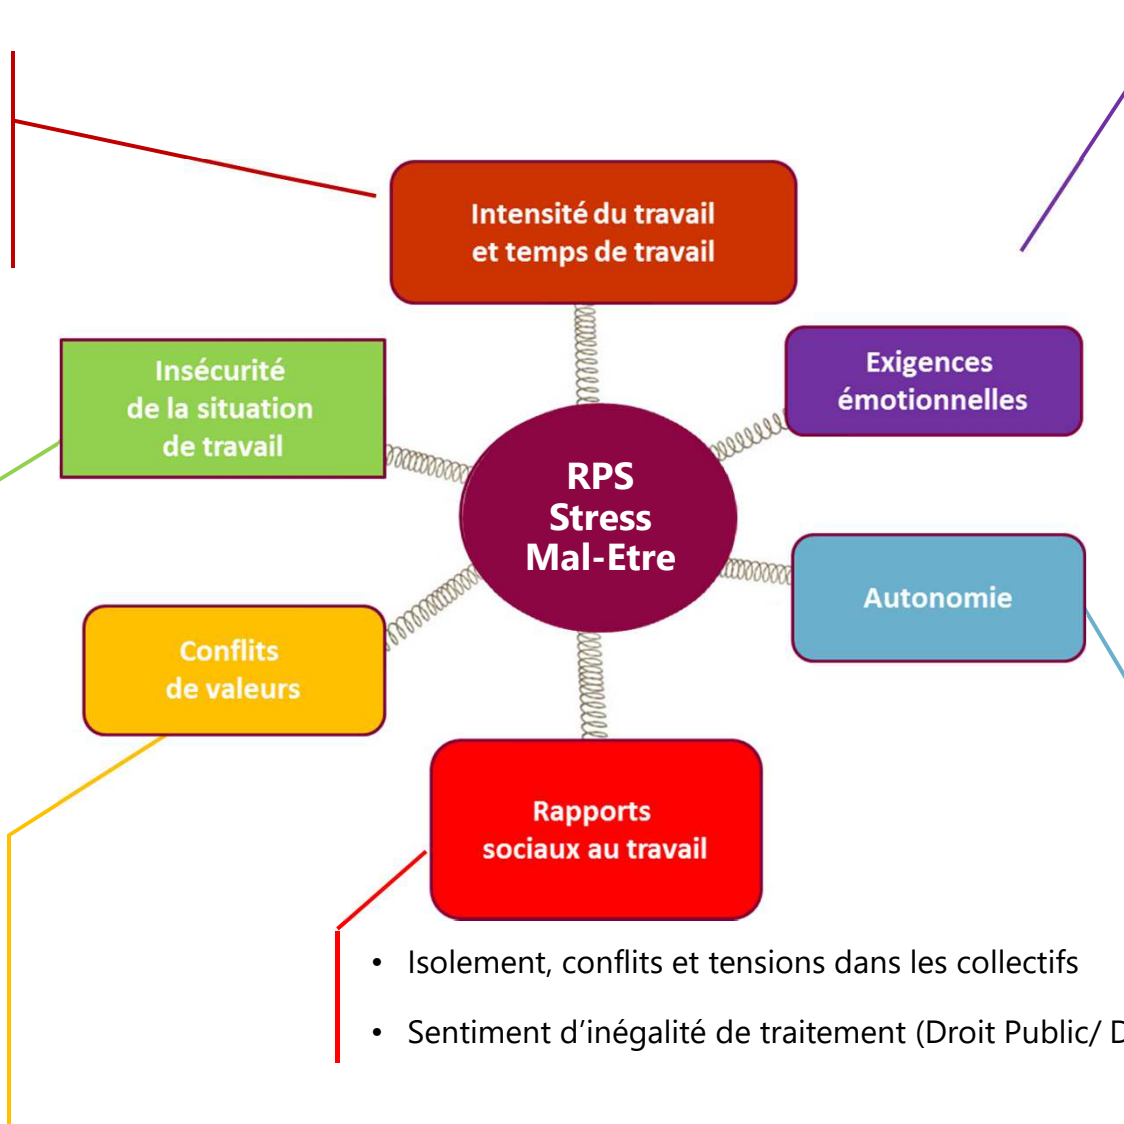 Intensité du travail
et temps de travail
Exigences
émotionnelles
Insécurité
de la situation
de travail
RPS
Stress
Mal-Etre
Autonomie
Conflits
de valeurs
Rapports
sociaux au travail
• Isolement, conflits et tensions dans les collectifs
• Sentiment d’inégalité de traitement (Droit Public/